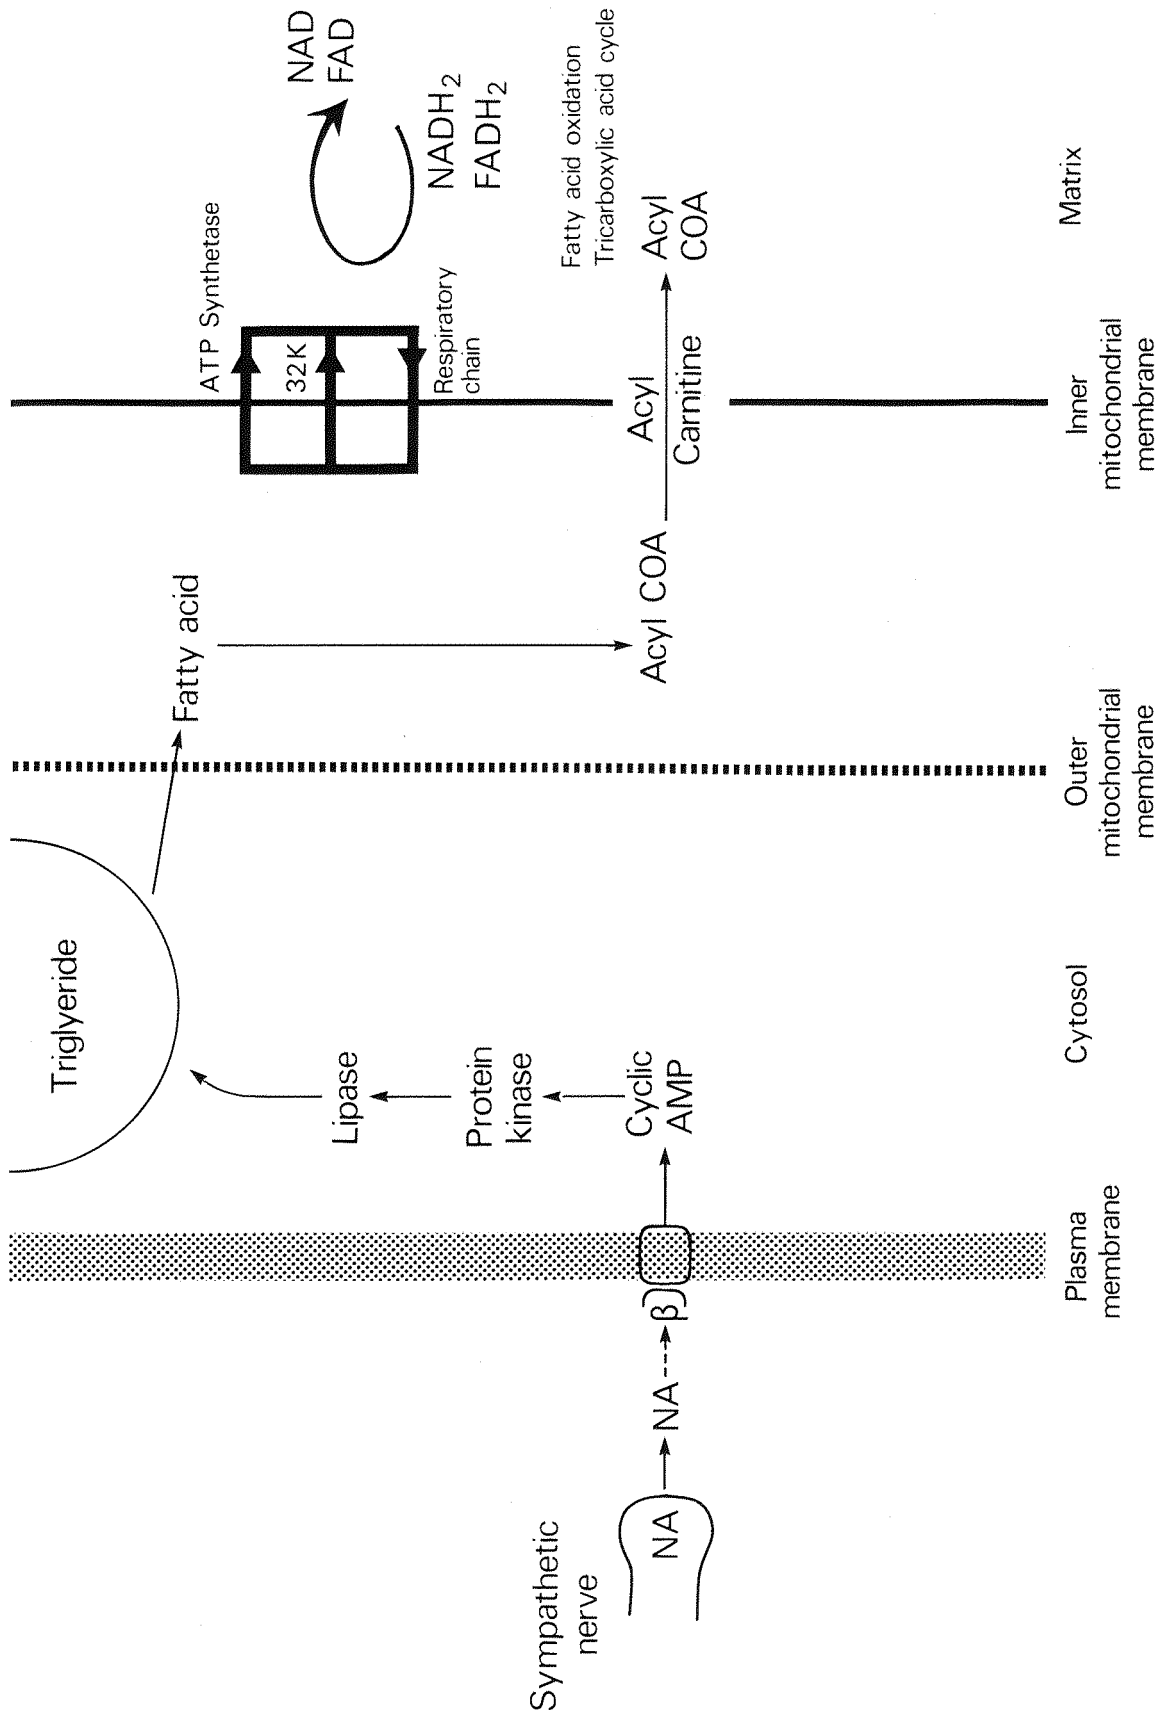 Sympathetic
nerve
NA
NA
β
Cyclic
AMP
Protein
kinase
Lipase
Triglyeride
Fatty acid
Acyl COA
Acyl
Carnitine
Acyl
COA
Fatty acid oxidation
Tricarboxylic acid cycle
ATP Synthetase
32K
Respiratory
chain
NAD
FAD
NADH₂
FADH₂
Plasma
membrane
Cytosol
Outer
mitochondrial
membrane
Inner
mitochondrial
membrane
Matrix